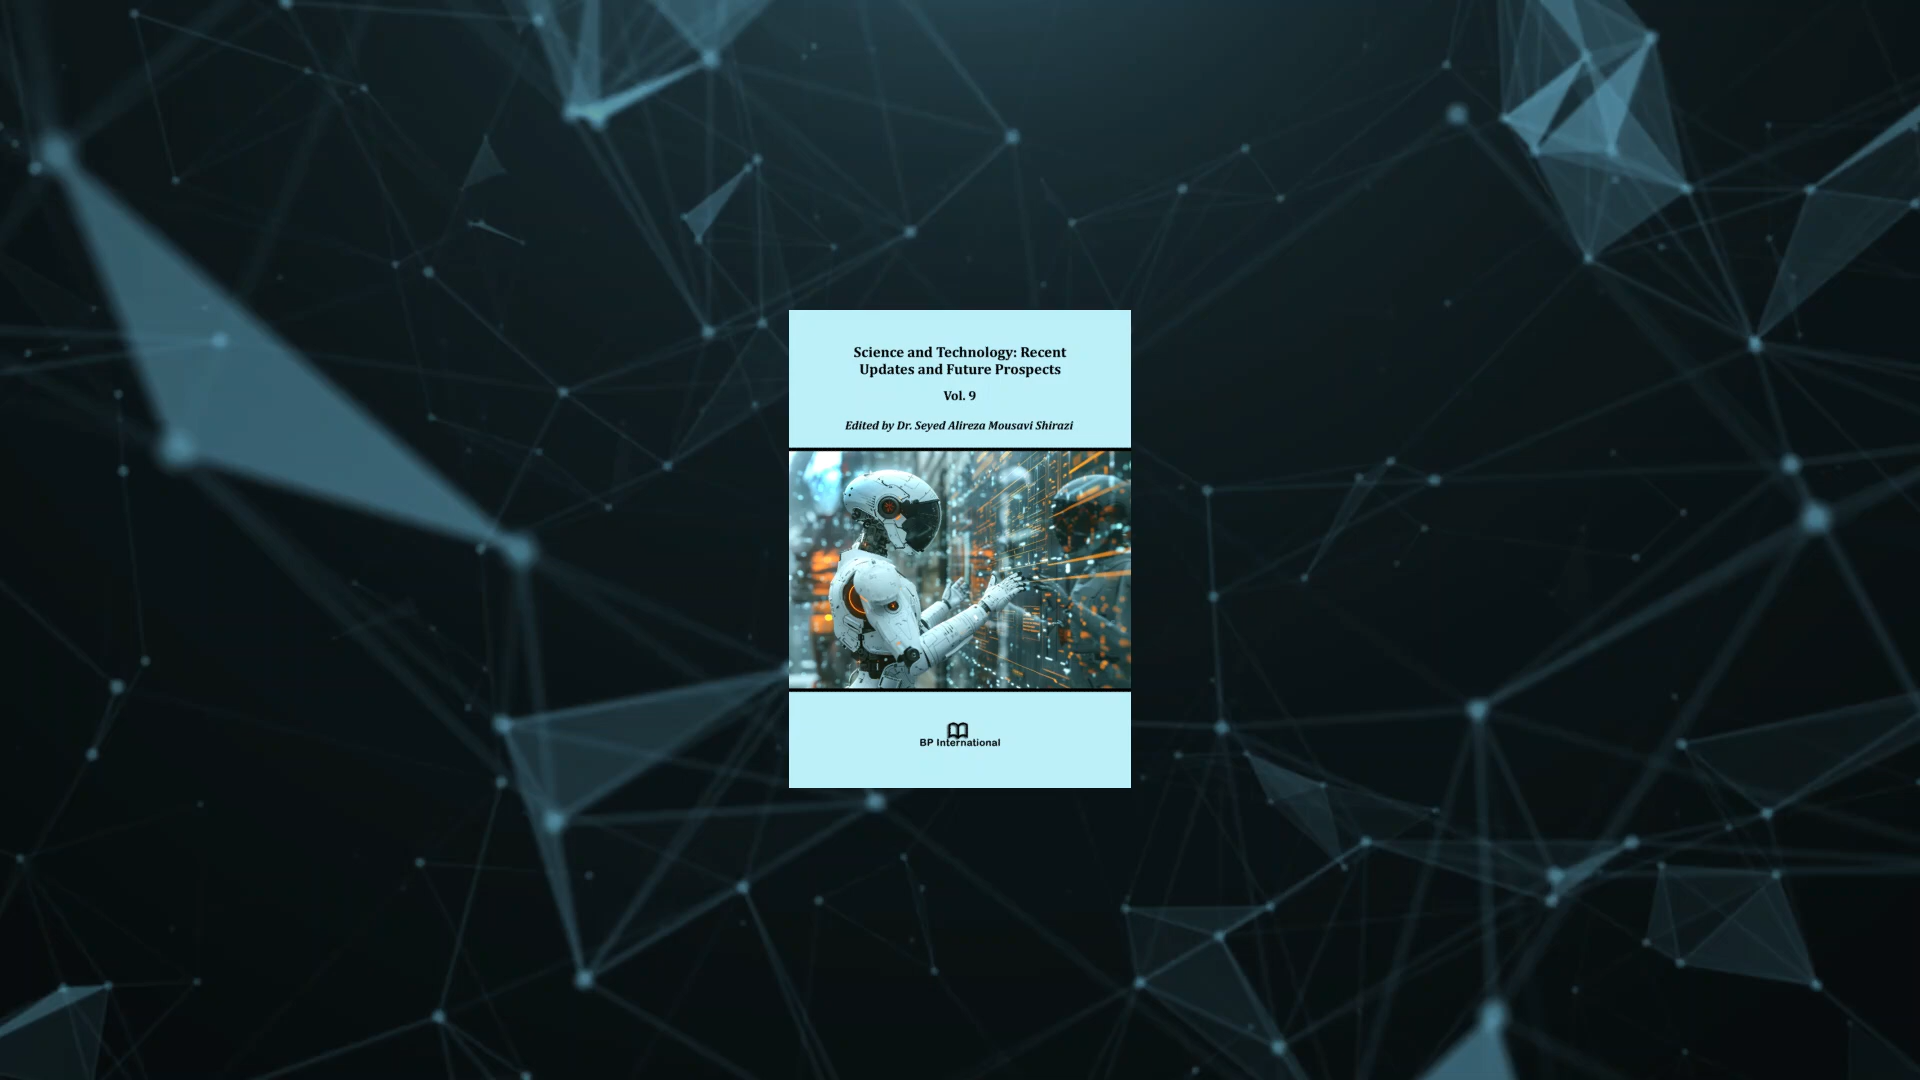 Science and Technology: Recent
Updates and Future Prospects
Vol. 9
Edited by Dr. Seyed Alireza Mousavi Shirazi
BP International